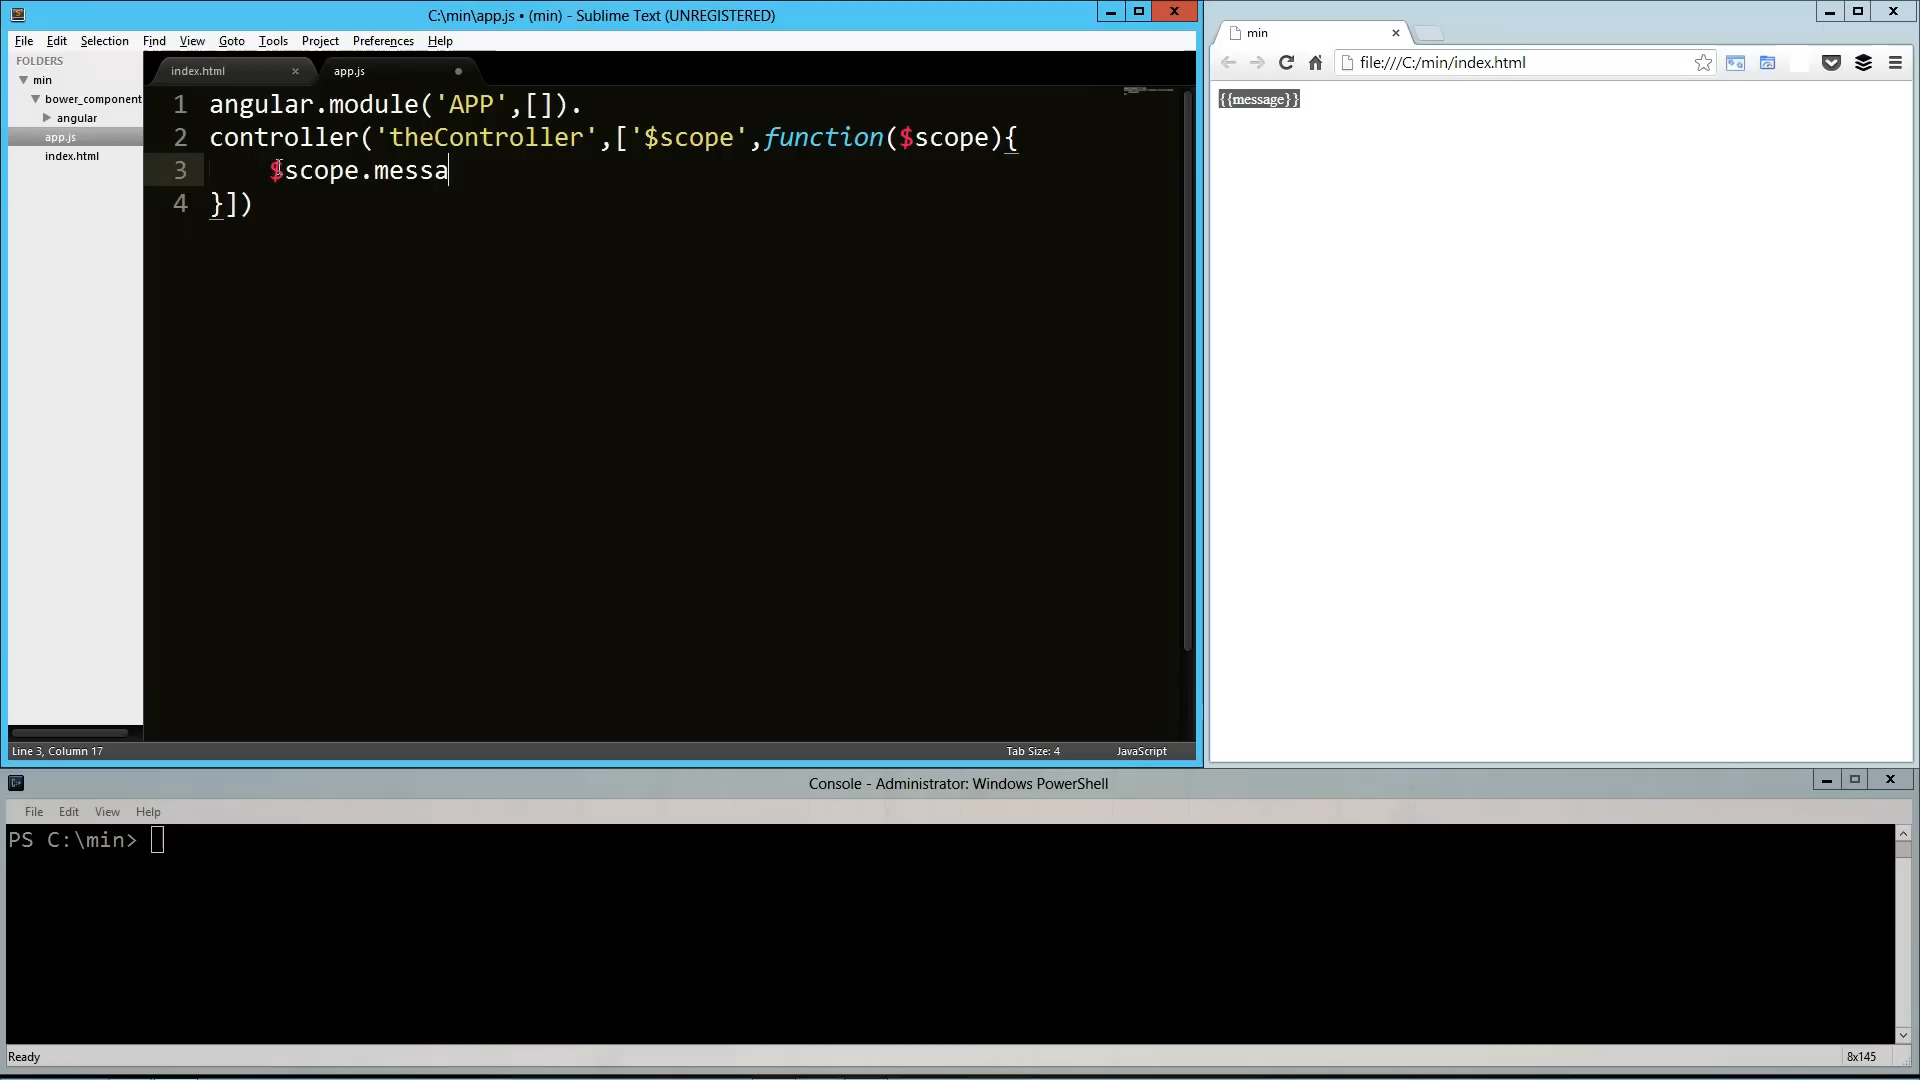 C:\min\app.js • (min) - Sublime Text (UNREGISTERED)
File Edit Selection Find View Goto Tools Project Preferences Help
FOLDERS
min
bower_component
angular
app.js
index.html
index.html
app.js
1 angular.module('APP',[]).
2 controller('theController',['$scope',function($scope){
3 $scope.messa
4 }])
Line 3, Column 17
Tab Size: 4
JavaScript
min
file:///C:/min/index.html
{{message}}
Console - Administrator: Windows PowerShell
File Edit View Help
PS C:\min>
Ready
8x145